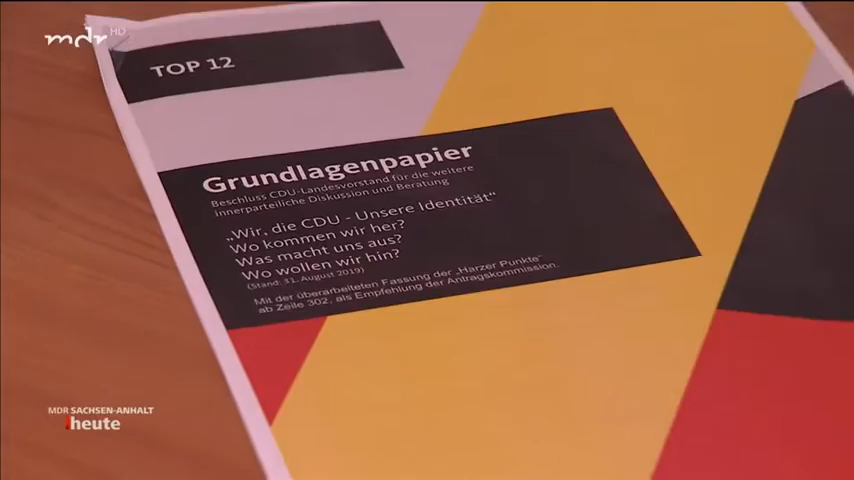 mdr HD
TOP 12
Grundlagenpapier
Beschluss CDU-Landesvorstand für die weitere
innerparteiliche Diskussion und Beratung
„Wir, die CDU - Unsere Identität“
Wo kommen wir her?
Was macht uns aus?
Wo wollen wir hin?
(Stand: 31. August 2019)
Mit der überarbeiteten Fassung der „Harzer Punkte“
ab Zeile 302, als Empfehlung der Antragskommission.
MDR SACHSEN-ANHALT
heute